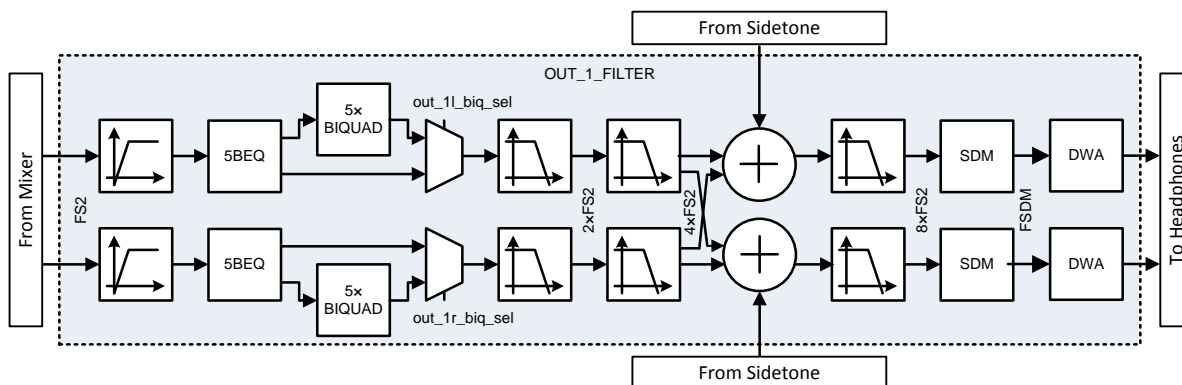 From Sidetone
OUT_1_FILTER
From Mixer
FS2
5BEQ
5×
BIQUAD
out_1l_biq_sel
2×FS2
4×FS2
8×FS2
SDM
FSDM
DWA
To Headphones
5BEQ
5×
BIQUAD
out_1r_biq_sel
SDM
DWA
From Sidetone